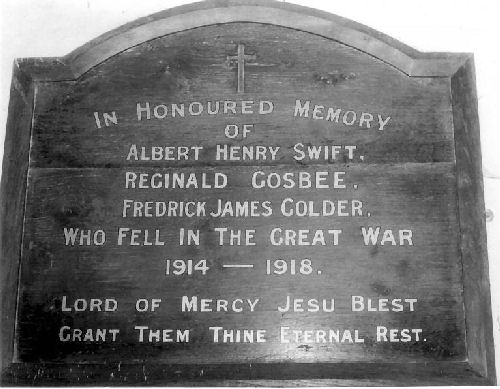 In Honoured Memory
of
Albert Henry Swift.
Reginald Gosbee.
Fredrick James Golder.
Who Fell in The Great War
1914 — 1918.
Lord of Mercy Jesu Blest
Grant Them Thine Eternal Rest.